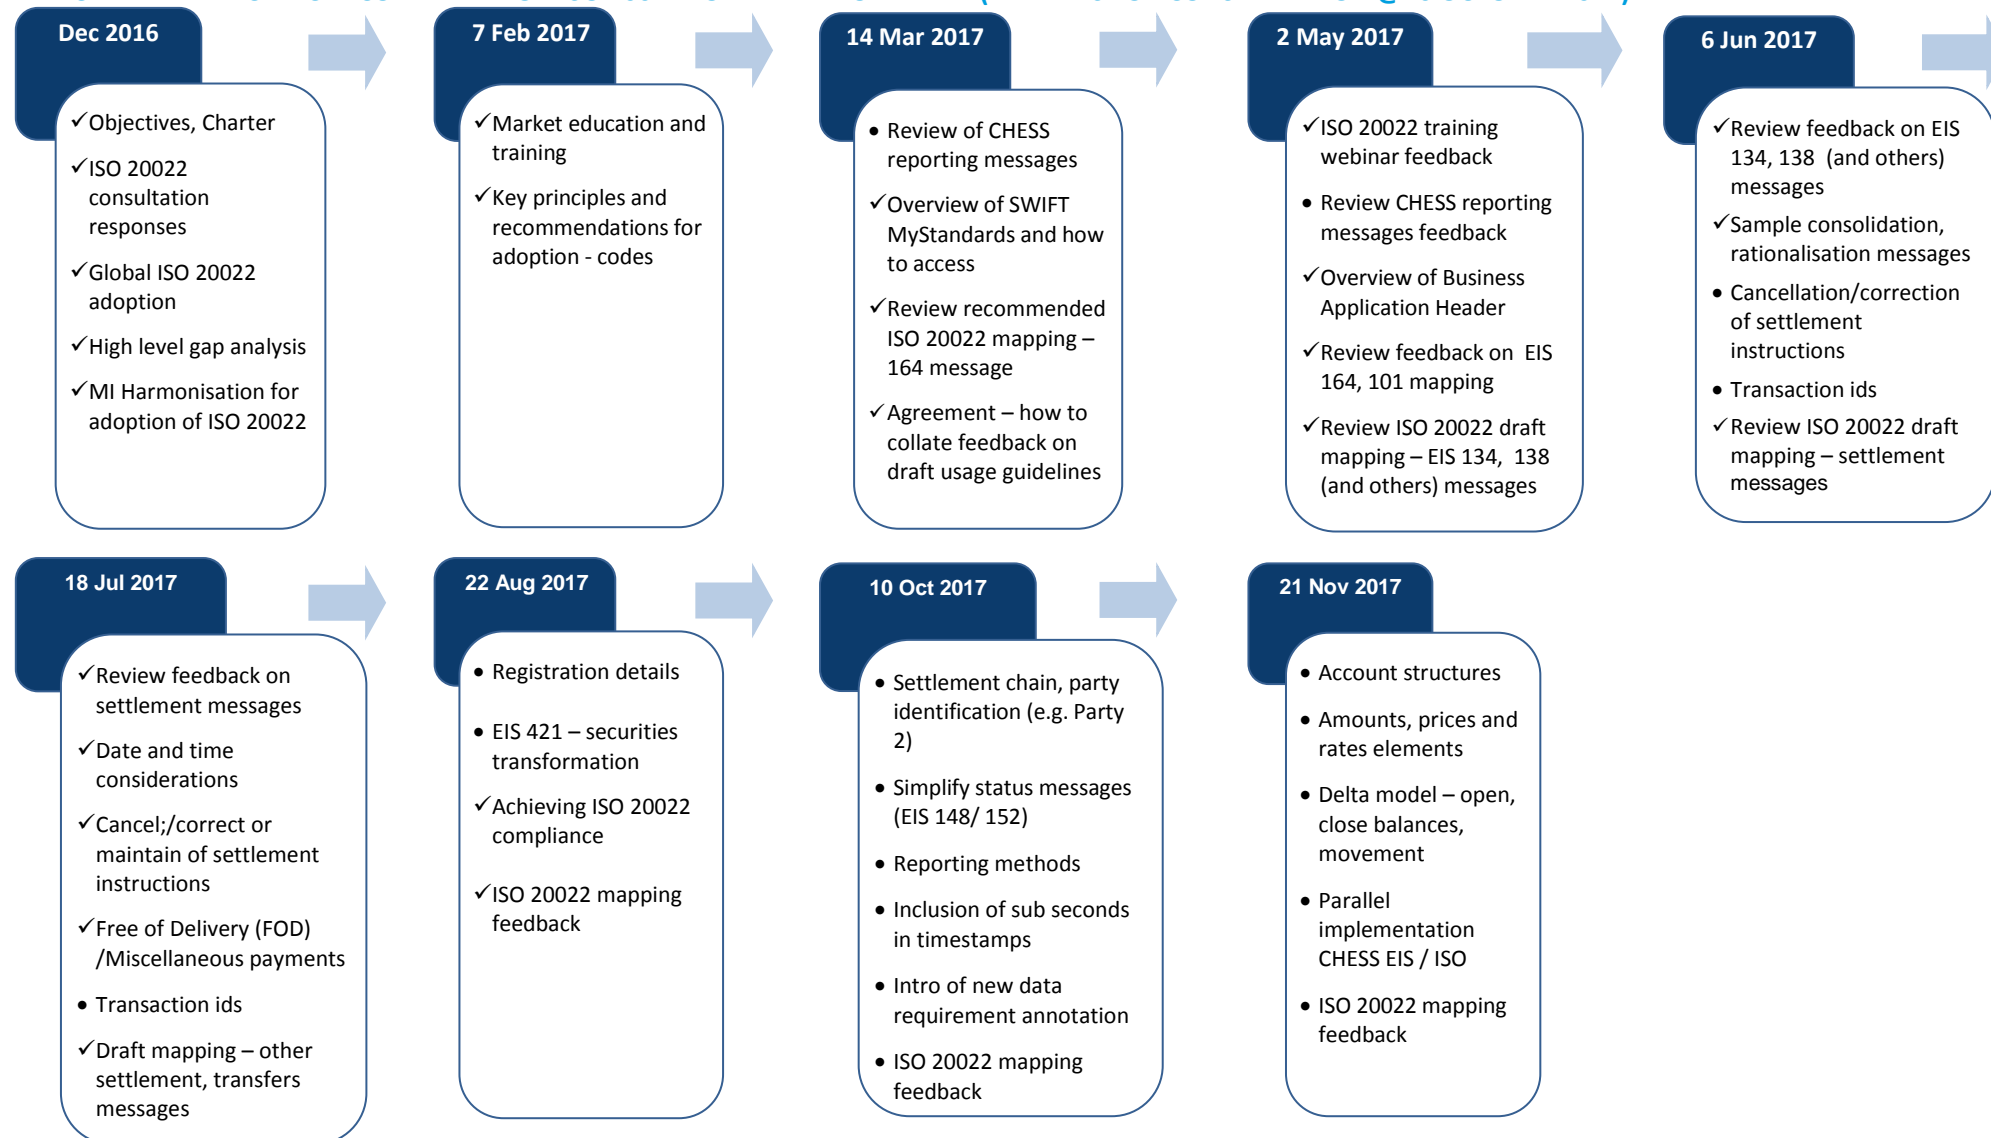 Dec 2016
✓Objectives, Charter
✓ISO 20022
consultation
responses
✓Global ISO 20022
adoption
✓High level gap analysis
✓MI Harmonisation for
adoption of ISO 20022
7 Feb 2017
✓Market education and
training
✓Key principles and
recommendations for
adoption - codes
14 Mar 2017
• Review of CHESS
reporting messages
✓Overview of SWIFT
MyStandards and how
to access
✓Review recommended
ISO 20022 mapping –
164 message
✓Agreement – how to
collate feedback on
draft usage guidelines
2 May 2017
✓ISO 20022 training
webinar feedback
• Review CHESS reporting
messages feedback
✓Overview of Business
Application Header
✓Review feedback on EIS
164, 101 mapping
✓Review ISO 20022 draft
mapping – EIS 134, 138
(and others) messages
6 Jun 2017
✓Review feedback on EIS
134, 138 (and others)
messages
✓Sample consolidation,
rationalisation messages
• Cancellation/correction
of settlement
instructions
• Transaction ids
✓Review ISO 20022 draft
mapping – settlement
messages
18 Jul 2017
✓Review feedback on
settlement messages
✓Date and time
considerations
✓Cancel;/correct or
maintain of settlement
instructions
✓Free of Delivery (FOD)
/Miscellaneous payments
• Transaction ids
✓Draft mapping – other
settlement, transfers
messages
22 Aug 2017
• Registration details
• EIS 421 – securities
transformation
✓Achieving ISO 20022
compliance
✓ISO 20022 mapping
feedback
10 Oct 2017
• Settlement chain, party
identification (e.g. Party
2)
• Simplify status messages
(EIS 148/ 152)
• Reporting methods
• Inclusion of sub seconds
in timestamps
• Intro of new data
requirement annotation
• ISO 20022 mapping
feedback
21 Nov 2017
• Account structures
• Amounts, prices and
rates elements
• Delta model – open,
close balances,
movement
• Parallel
implementation
CHESS EIS / ISO
• ISO 20022 mapping
feedback